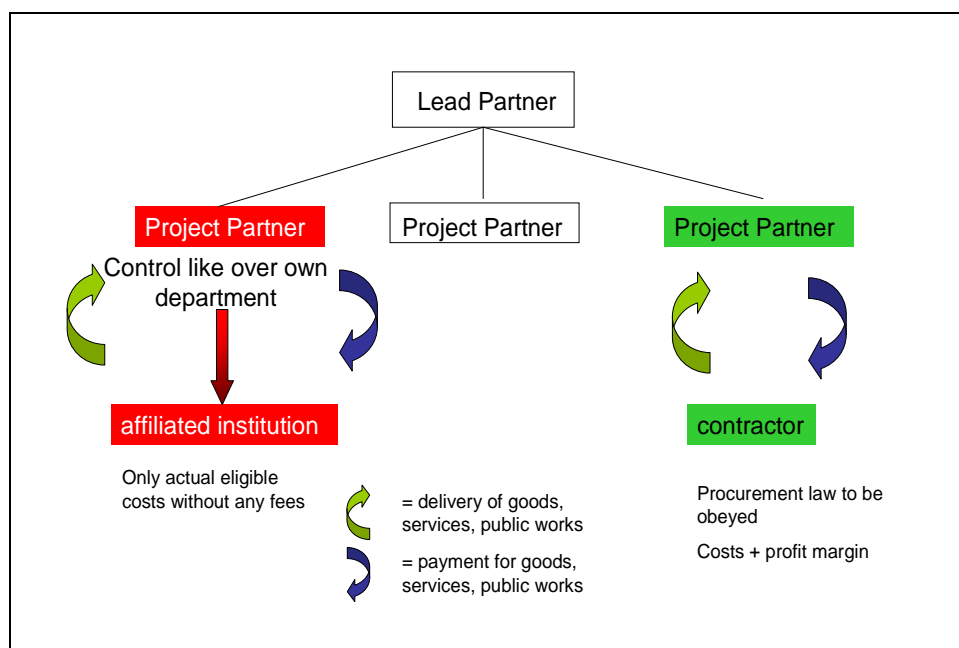 Lead Partner
Project Partner
Project Partner
Project Partner
Control like over own
department
affiliated institution
contractor
Only actual eligible
costs without any fees
= delivery of goods,
services, public works
= payment for goods,
services, public works
Procurement law to be
obeyed
Costs + profit margin